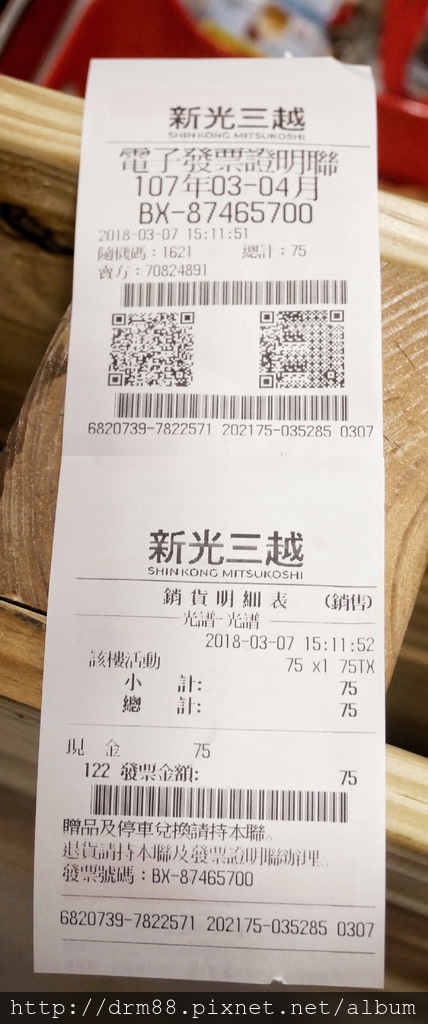 新光三越
SHINKONG MITSUKOSHI
電子發票證明聯
107年03-04月
BX-87465700
2018-03-07 15:11:51
隨機碼：1621 總計：75
賣方：70824891
6820739-7822571 202175-035285 0307
新光三越
SHINKONG MITSUKOSHI
銷貨明細表 (銷售)
光譜-光譜
2018-03-07 15:11:52
該樓活動 75 x1 75TX
小計: 75
總計: 75
現金 75
122 發票金額: 75
贈品及停車兌換請持本聯。
退貨請持本聯及發票證明聯辦理。
發票號碼：BX-87465700
6820739-7822571 202175-035285 0307
http://drm88.pixnet.net/album